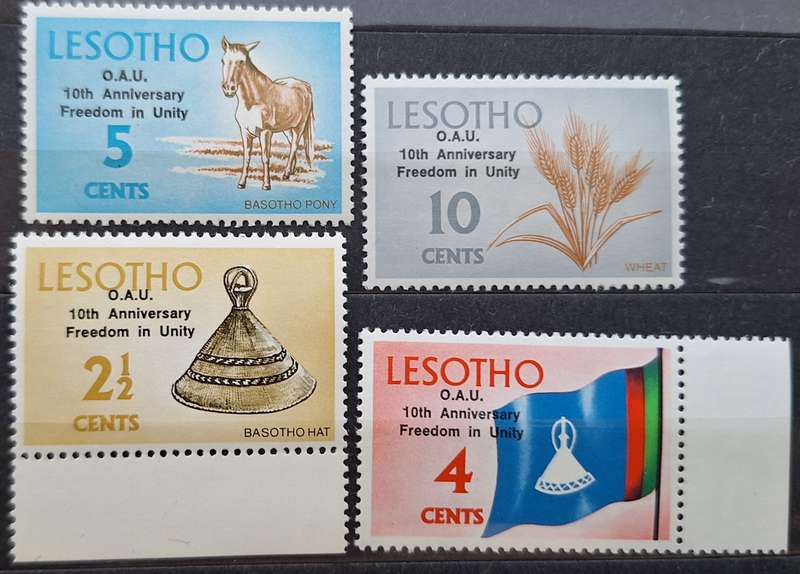 LESOTHO
O.A.U.
10th Anniversary
Freedom in Unity
5
CENTS
BASOTHO PONY
LESOTHO
O.A.U.
10th Anniversary
Freedom in Unity
10
CENTS
WHEAT
LESOTHO
O.A.U.
10th Anniversary
Freedom in Unity
2½
CENTS
BASOTHO HAT
LESOTHO
O.A.U.
10th Anniversary
Freedom in Unity
4
CENTS